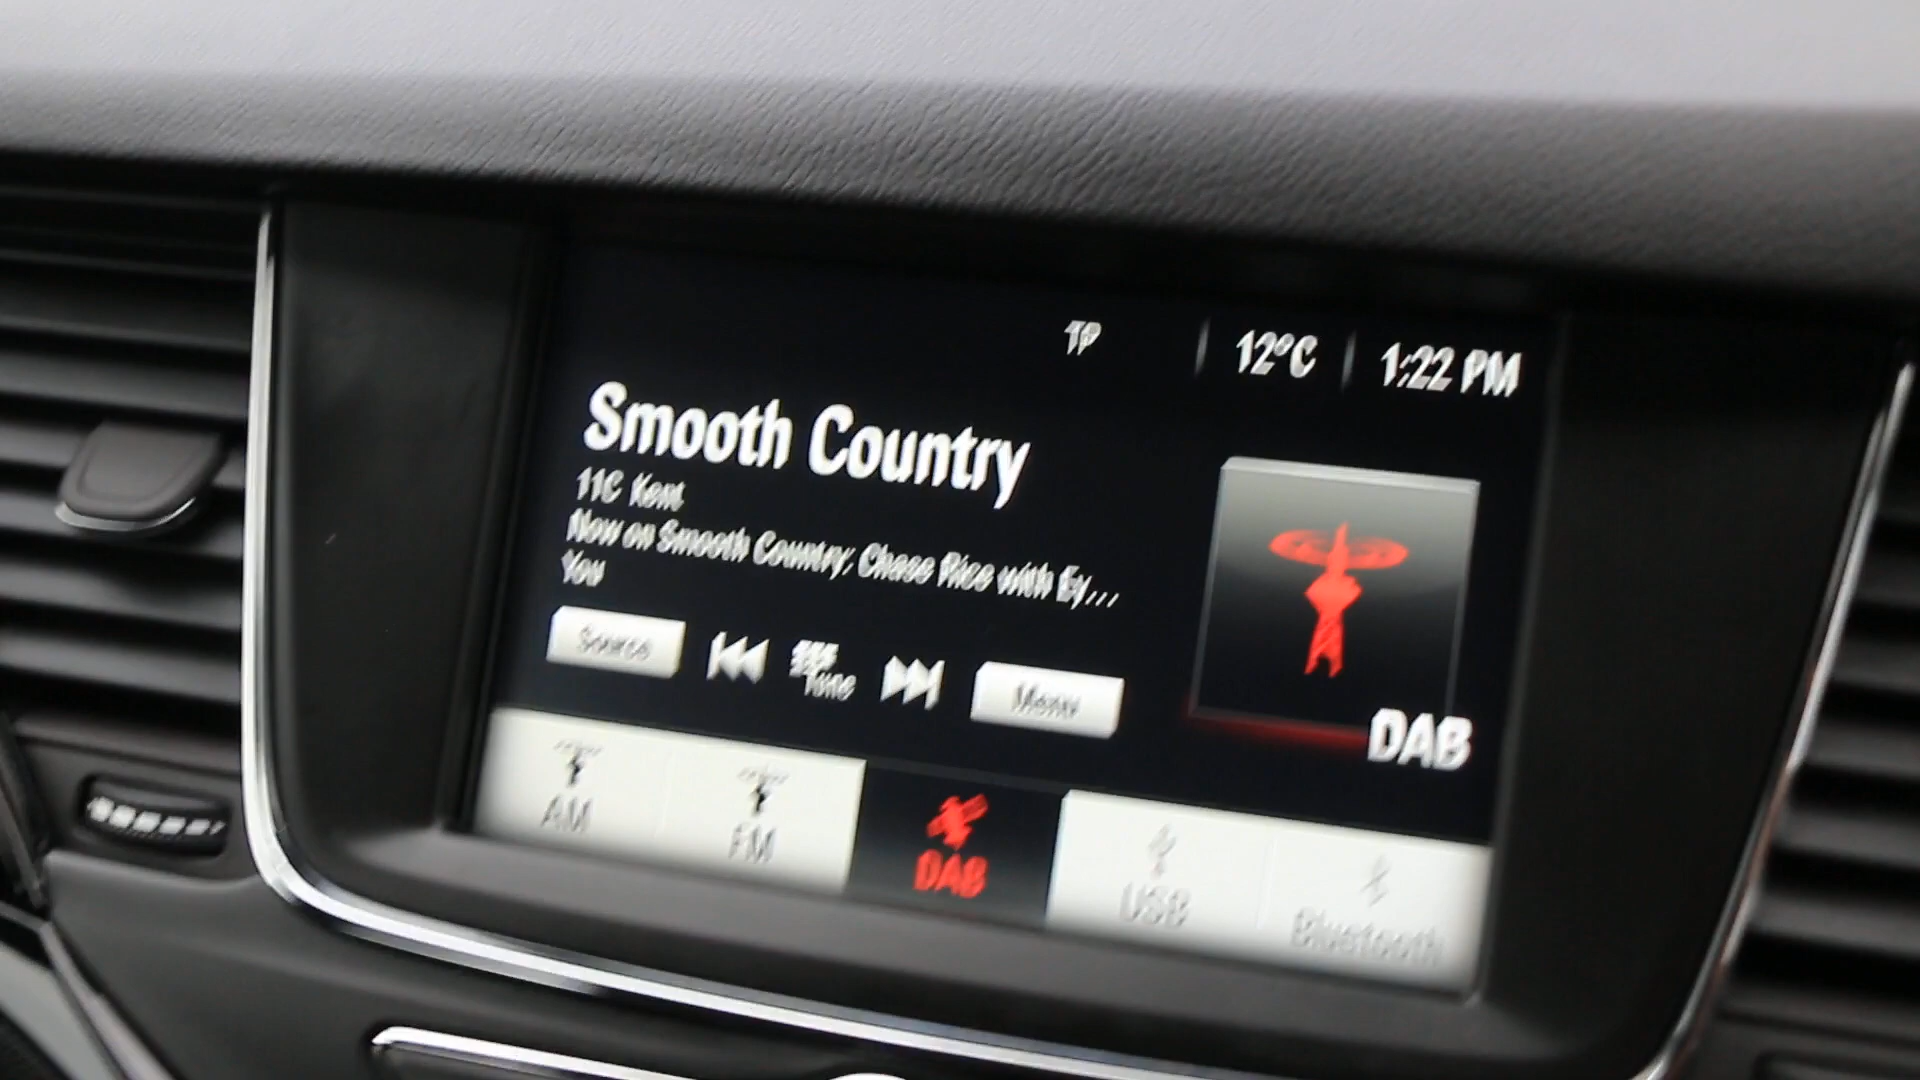 TP 12°C 1:22 PM
Smooth Country
11C Kent
Now on Smooth Country: Chase Rice with Ey...
You
Source Tune Menu
DAB
AM FM DAB USB Bluetooth